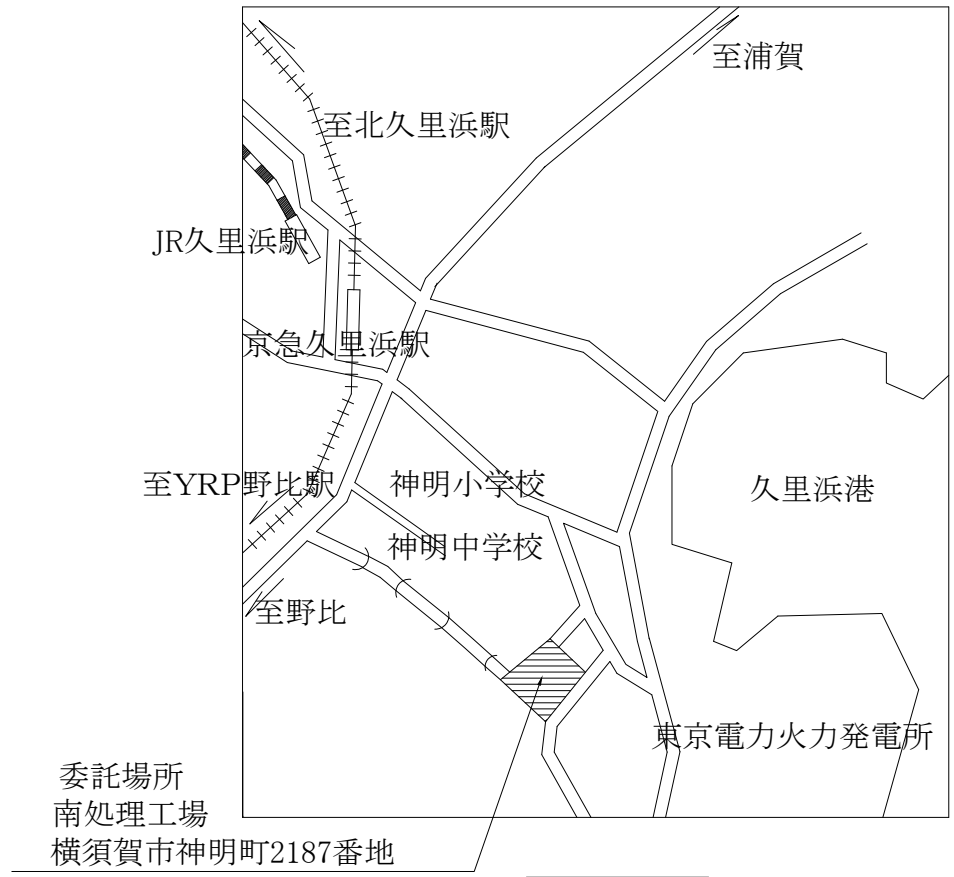 至浦賀
至北久里浜駅
JR久里浜駅
京急久里浜駅
至YRP野比駅
神明小学校
久里浜港
神明中学校
至野比
東京電力火力発電所
委託場所
南処理工場
横須賀市神明町2187番地